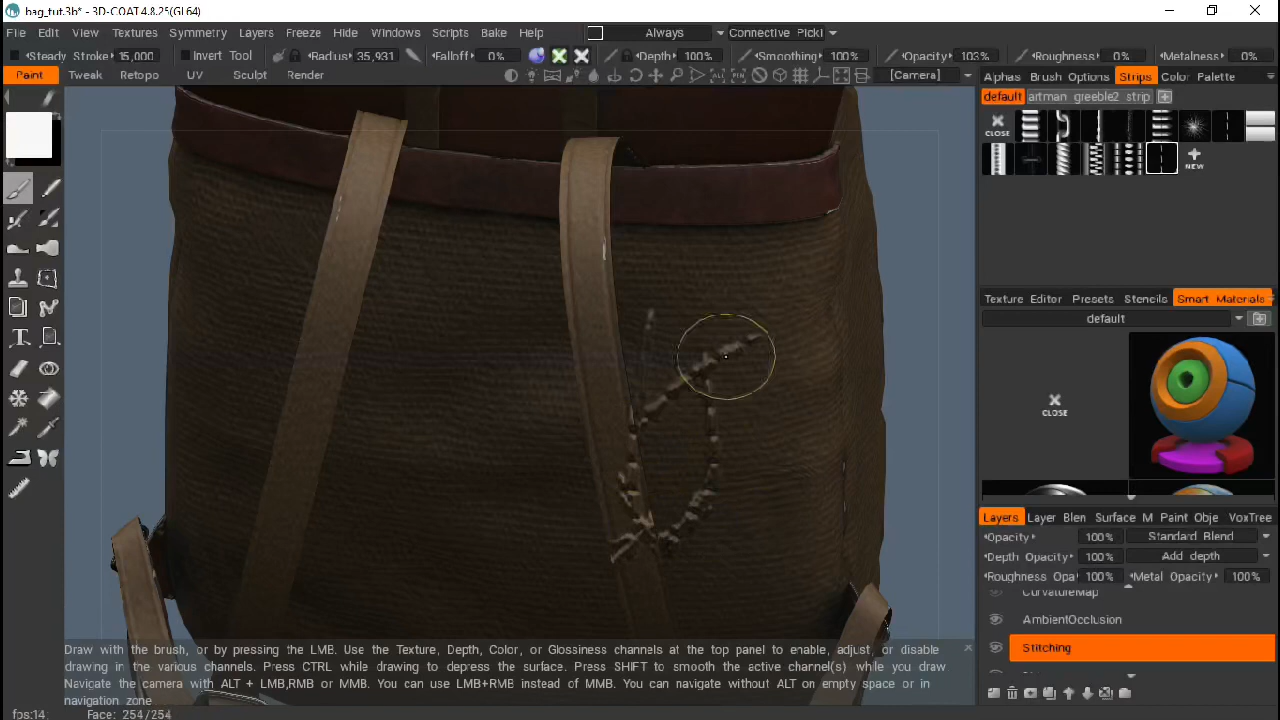 bag_tut.3b* - 3D-COAT 4.8.25(GL64)
File Edit View Textures Symmetry Layers Freeze Hide Windows Scripts Bake Help Always Connective Picki
Steady Stroke 15,000 Invert Tool Radius 35,931 Falloff 0% Depth 100% Smoothing 100% Opacity 103% Roughness 0% Metalness 0%
Paint Tweak Retopo UV Sculpt Render [Camera] Alphas Brush Options Strips Color Palette
default artman greeble2 strip
CLOSE
NEW
Texture Editor Presets Stencils Smart Materials
default
CLOSE
Layers Layer Blen Surface M Paint Obje VoxTree
Opacity 100% Standard Blend
Depth Opacity 100% Add depth
Roughness Opa 100% Metal Opacity 100%
CurvatureMap
AmbientOcclusion
Stitching
Draw with the brush, or by pressing the LMB. Use the Texture, Depth, Color, or Glossiness channels at the top panel to enable, adjust, or disable
drawing in the various channels. Press CTRL while drawing to depress the surface. Press SHIFT to smooth the active channel(s) while you draw.
Navigate the camera with ALT + LMB,RMB or MMB. You can use LMB+RMB instead of MMB. You can navigate without ALT on empty space or in
navigation zone
fps:14 Face: 254/254